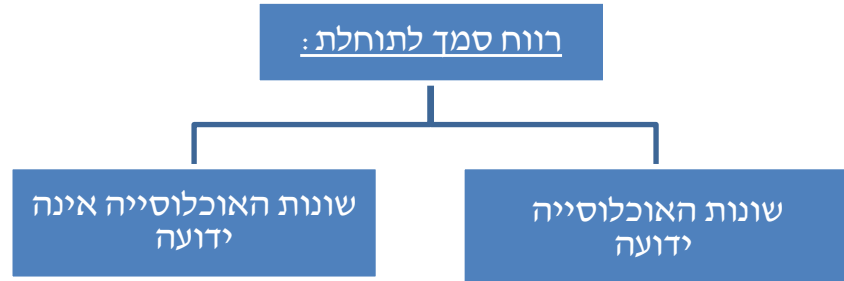 רווח סמך לתוחלת :
שונות האוכלוסייה
ידועה
שונות האוכלוסייה אינה
ידועה